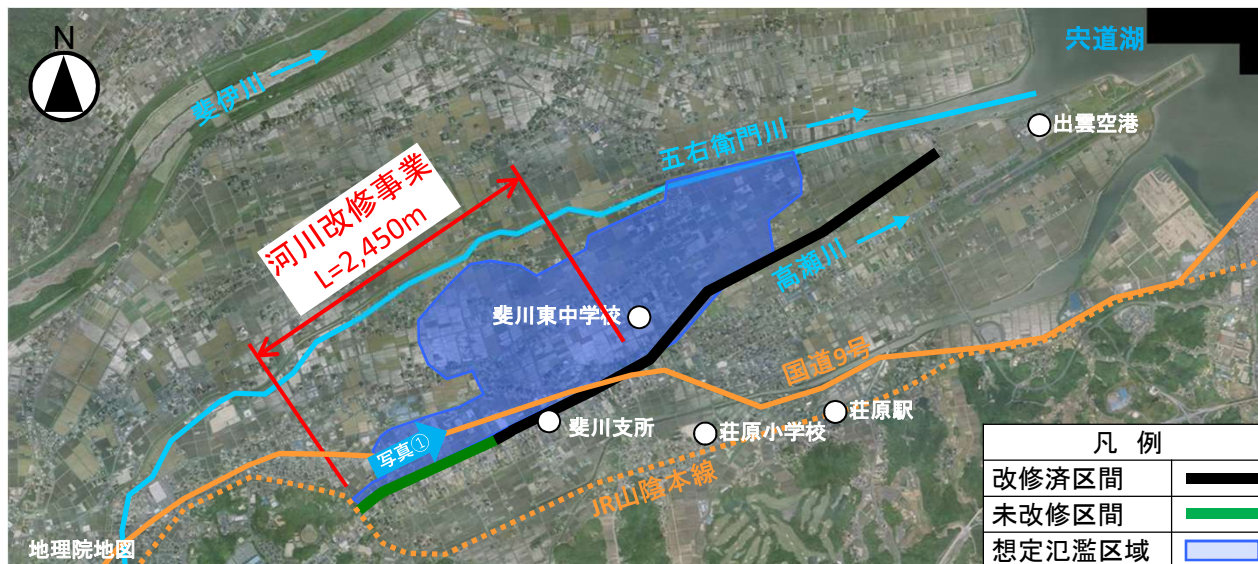 N
宍道湖
斐伊川
五右衛門川
出雲空港
河川改修事業
L=2,450m
高瀬川
斐川東中学校
国道9号
写真①
斐川支所
荘原小学校
荘原駅
JR山陰本線
地理院地図
凡 例
改修済区間
未改修区間
想定氾濫区域